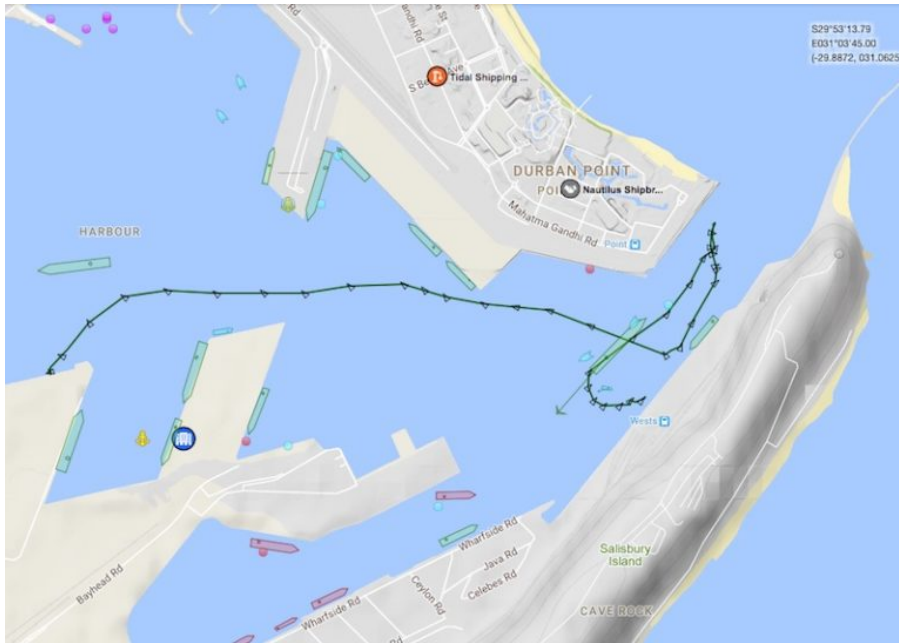 S29°53'13.79
E031°03'45.00
(-29.8872, 031.0625
Gandhi Rd
Tidal Shipping ...
DURBAN POINT
Nautilus Shipbr...
Mahatma Gandhi Rd
Point
HARBOUR
Wests
Wharfside Rd
Java Rd
Celebes Rd
Ceylon Rd
Bayhead Rd
Wharfside Rd
Salisbury
Island
CAVE ROCK